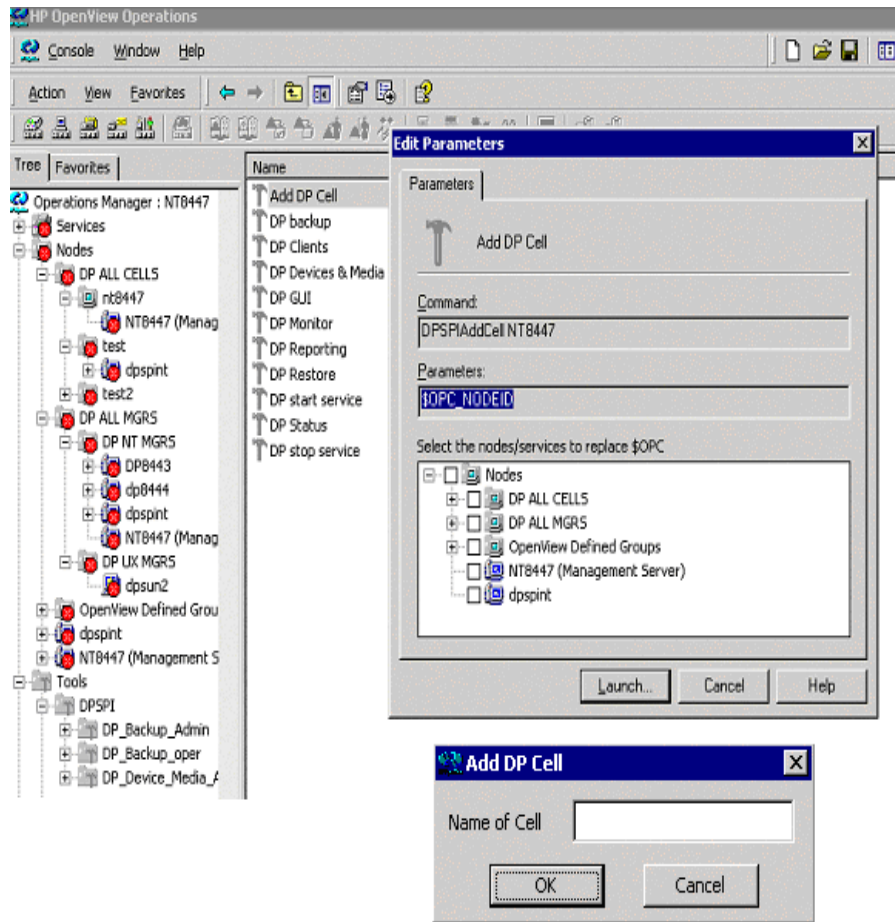 HP OpenView Operations
Console Window Help
Action View Favorites
Tree Favorites
Operations Manager : NT8447
Services
Nodes
DP ALL CELLS
nt8447
NT8447 (Manag
test
dpspint
test2
DP ALL MGRS
DP NT MGRS
DP8443
dp8444
dpspint
NT8447 (Manag
DP UX MGRS
dpsun2
OpenView Defined Grou
dpspint
NT8447 (Management S
Tools
DPSPI
DP_Backup_Admin
DP_Backup_oper
DP_Device_Media_A
Name
Add DP Cell
DP backup
DP Clients
DP Devices & Media
DP GUI
DP Monitor
DP Reporting
DP Restore
DP start service
DP Status
DP stop service
Edit Parameters
Parameters
Add DP Cell
Command:
DPSPIAddCell NT8447
Parameters:
$OPC_NODEID
Select the nodes/services to replace $OPC
Nodes
DP ALL CELLS
DP ALL MGRS
OpenView Defined Groups
NT8447 (Management Server)
dpspint
Launch... Cancel Help
Add DP Cell
Name of Cell
OK Cancel